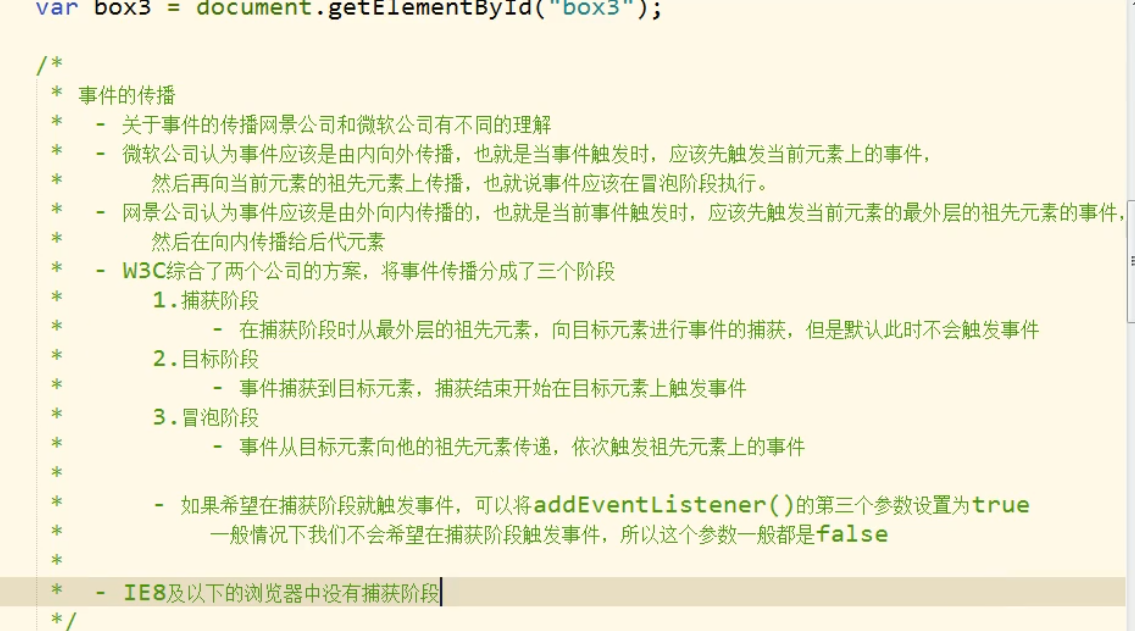 var box3 = document.getElementById("box3");
/*
* 事件的传播
* - 关于事件的传播网景公司和微软公司有不同的理解
* - 微软公司认为事件应该是由内向外传播，也就是当事件触发时，应该先触发当前元素上的事件，
* 然后再向当前元素的祖先元素上传播，也就说事件应该在冒泡阶段执行。
* - 网景公司认为事件应该是由外向内传播的，也就是当前事件触发时，应该先触发当前元素的最外层的祖先元素的事件，
* 然后在向内传播给后代元素
* - W3C综合了两个公司的方案，将事件传播分成了三个阶段
* 1.捕获阶段
* - 在捕获阶段时从最外层的祖先元素，向目标元素进行事件的捕获，但是默认此时不会触发事件
* 2.目标阶段
* - 事件捕获到目标元素，捕获结束开始在目标元素上触发事件
* 3.冒泡阶段
* - 事件从目标元素向他的祖先元素传递，依次触发祖先元素上的事件
*
* - 如果希望在捕获阶段就触发事件，可以将addEventListener()的第三个参数设置为true
* 一般情况下我们不会希望在捕获阶段触发事件，所以这个参数一般都是false
*
* - IE8及以下的浏览器中没有捕获阶段
*/